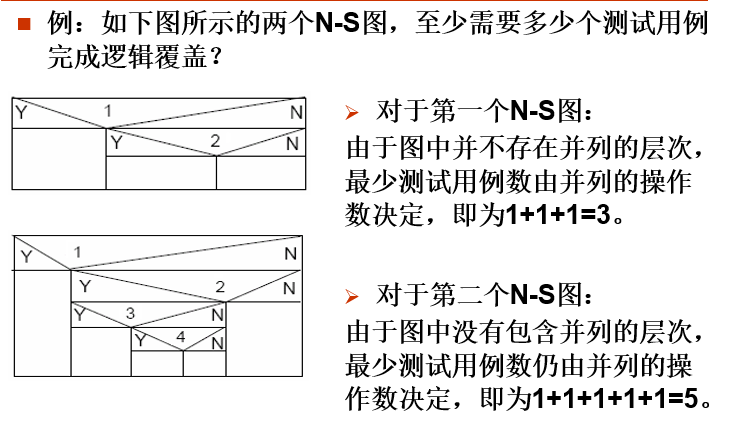 例：如下图所示的两个N-S图，至少需要多少个测试用例
完成逻辑覆盖？
Y 1 N
Y 2 N
对于第一个N-S图：
由于图中并不存在并列的层次，
最少测试用例数由并列的操作
数决定，即为1+1+1=3。
Y 1 N
Y 2 N
Y 3 N
Y 4 N
对于第二个N-S图：
由于图中没有包含并列的层次，
最少测试用例数仍由并列的操
作数决定，即为1+1+1+1+1=5。